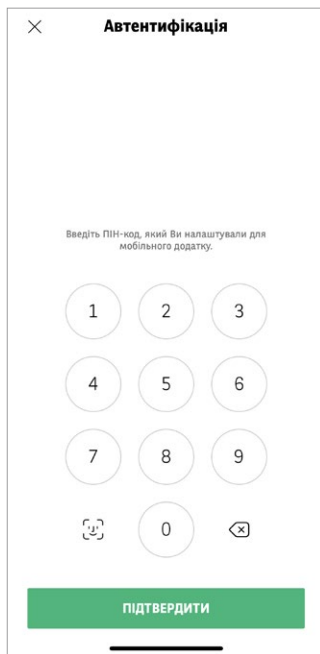 Автентифікація
Введіть ПІН-код, який Ви налаштували для
мобільного додатку.
1 2 3
4 5 6
7 8 9
0
ПІДТВЕРДИТИ